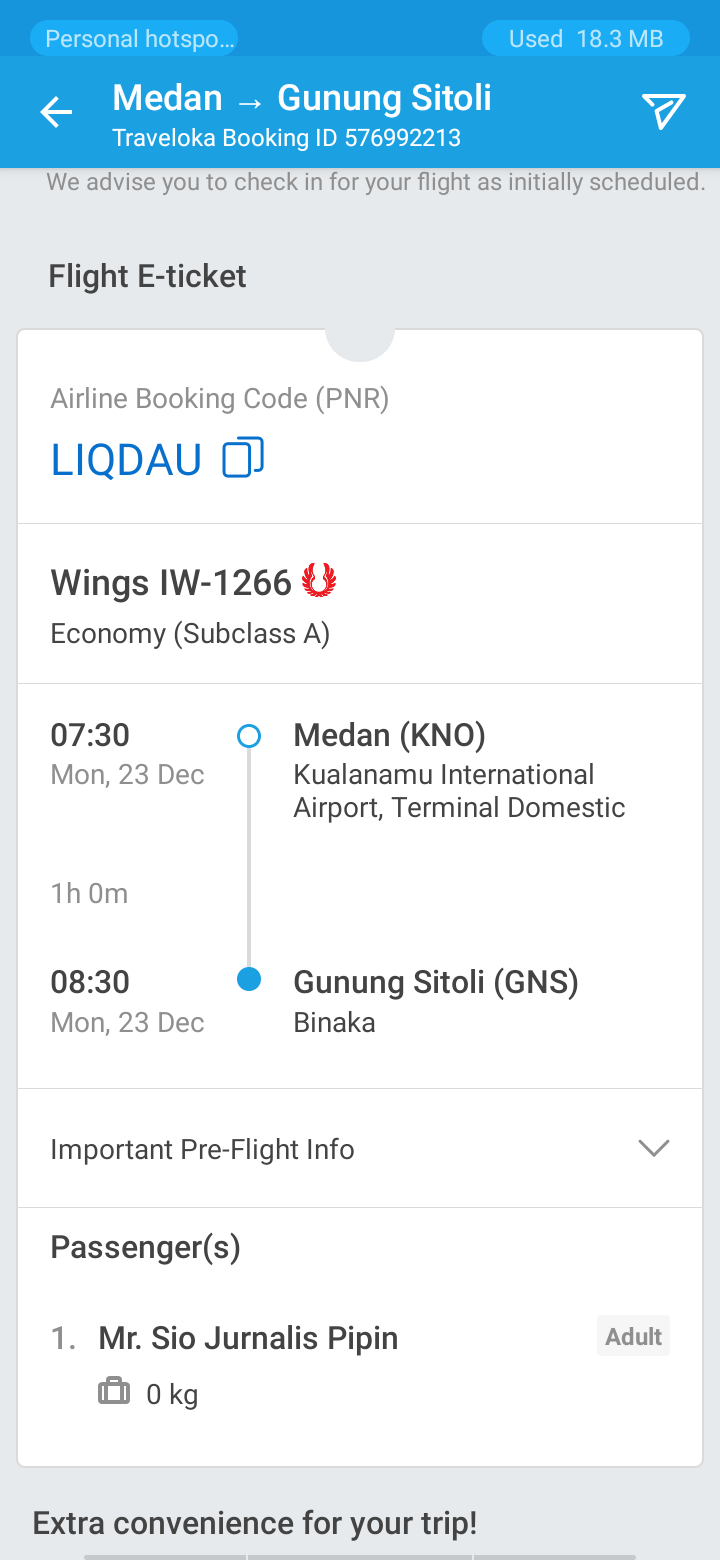 Personal hotspo...
Used 18.3 MB
Medan → Gunung Sitoli
Traveloka Booking ID 576992213
We advise you to check in for your flight as initially scheduled.
Flight E-ticket
Airline Booking Code (PNR)
LIQDAU
Wings IW-1266
Economy (Subclass A)
07:30
Medan (KNO)
Mon, 23 Dec
Kualanamu International
Airport, Terminal Domestic
1h 0m
08:30
Gunung Sitoli (GNS)
Mon, 23 Dec
Binaka
Important Pre-Flight Info
Passenger(s)
1. Mr. Sio Jurnalis Pipin
Adult
0 kg
Extra convenience for your trip!